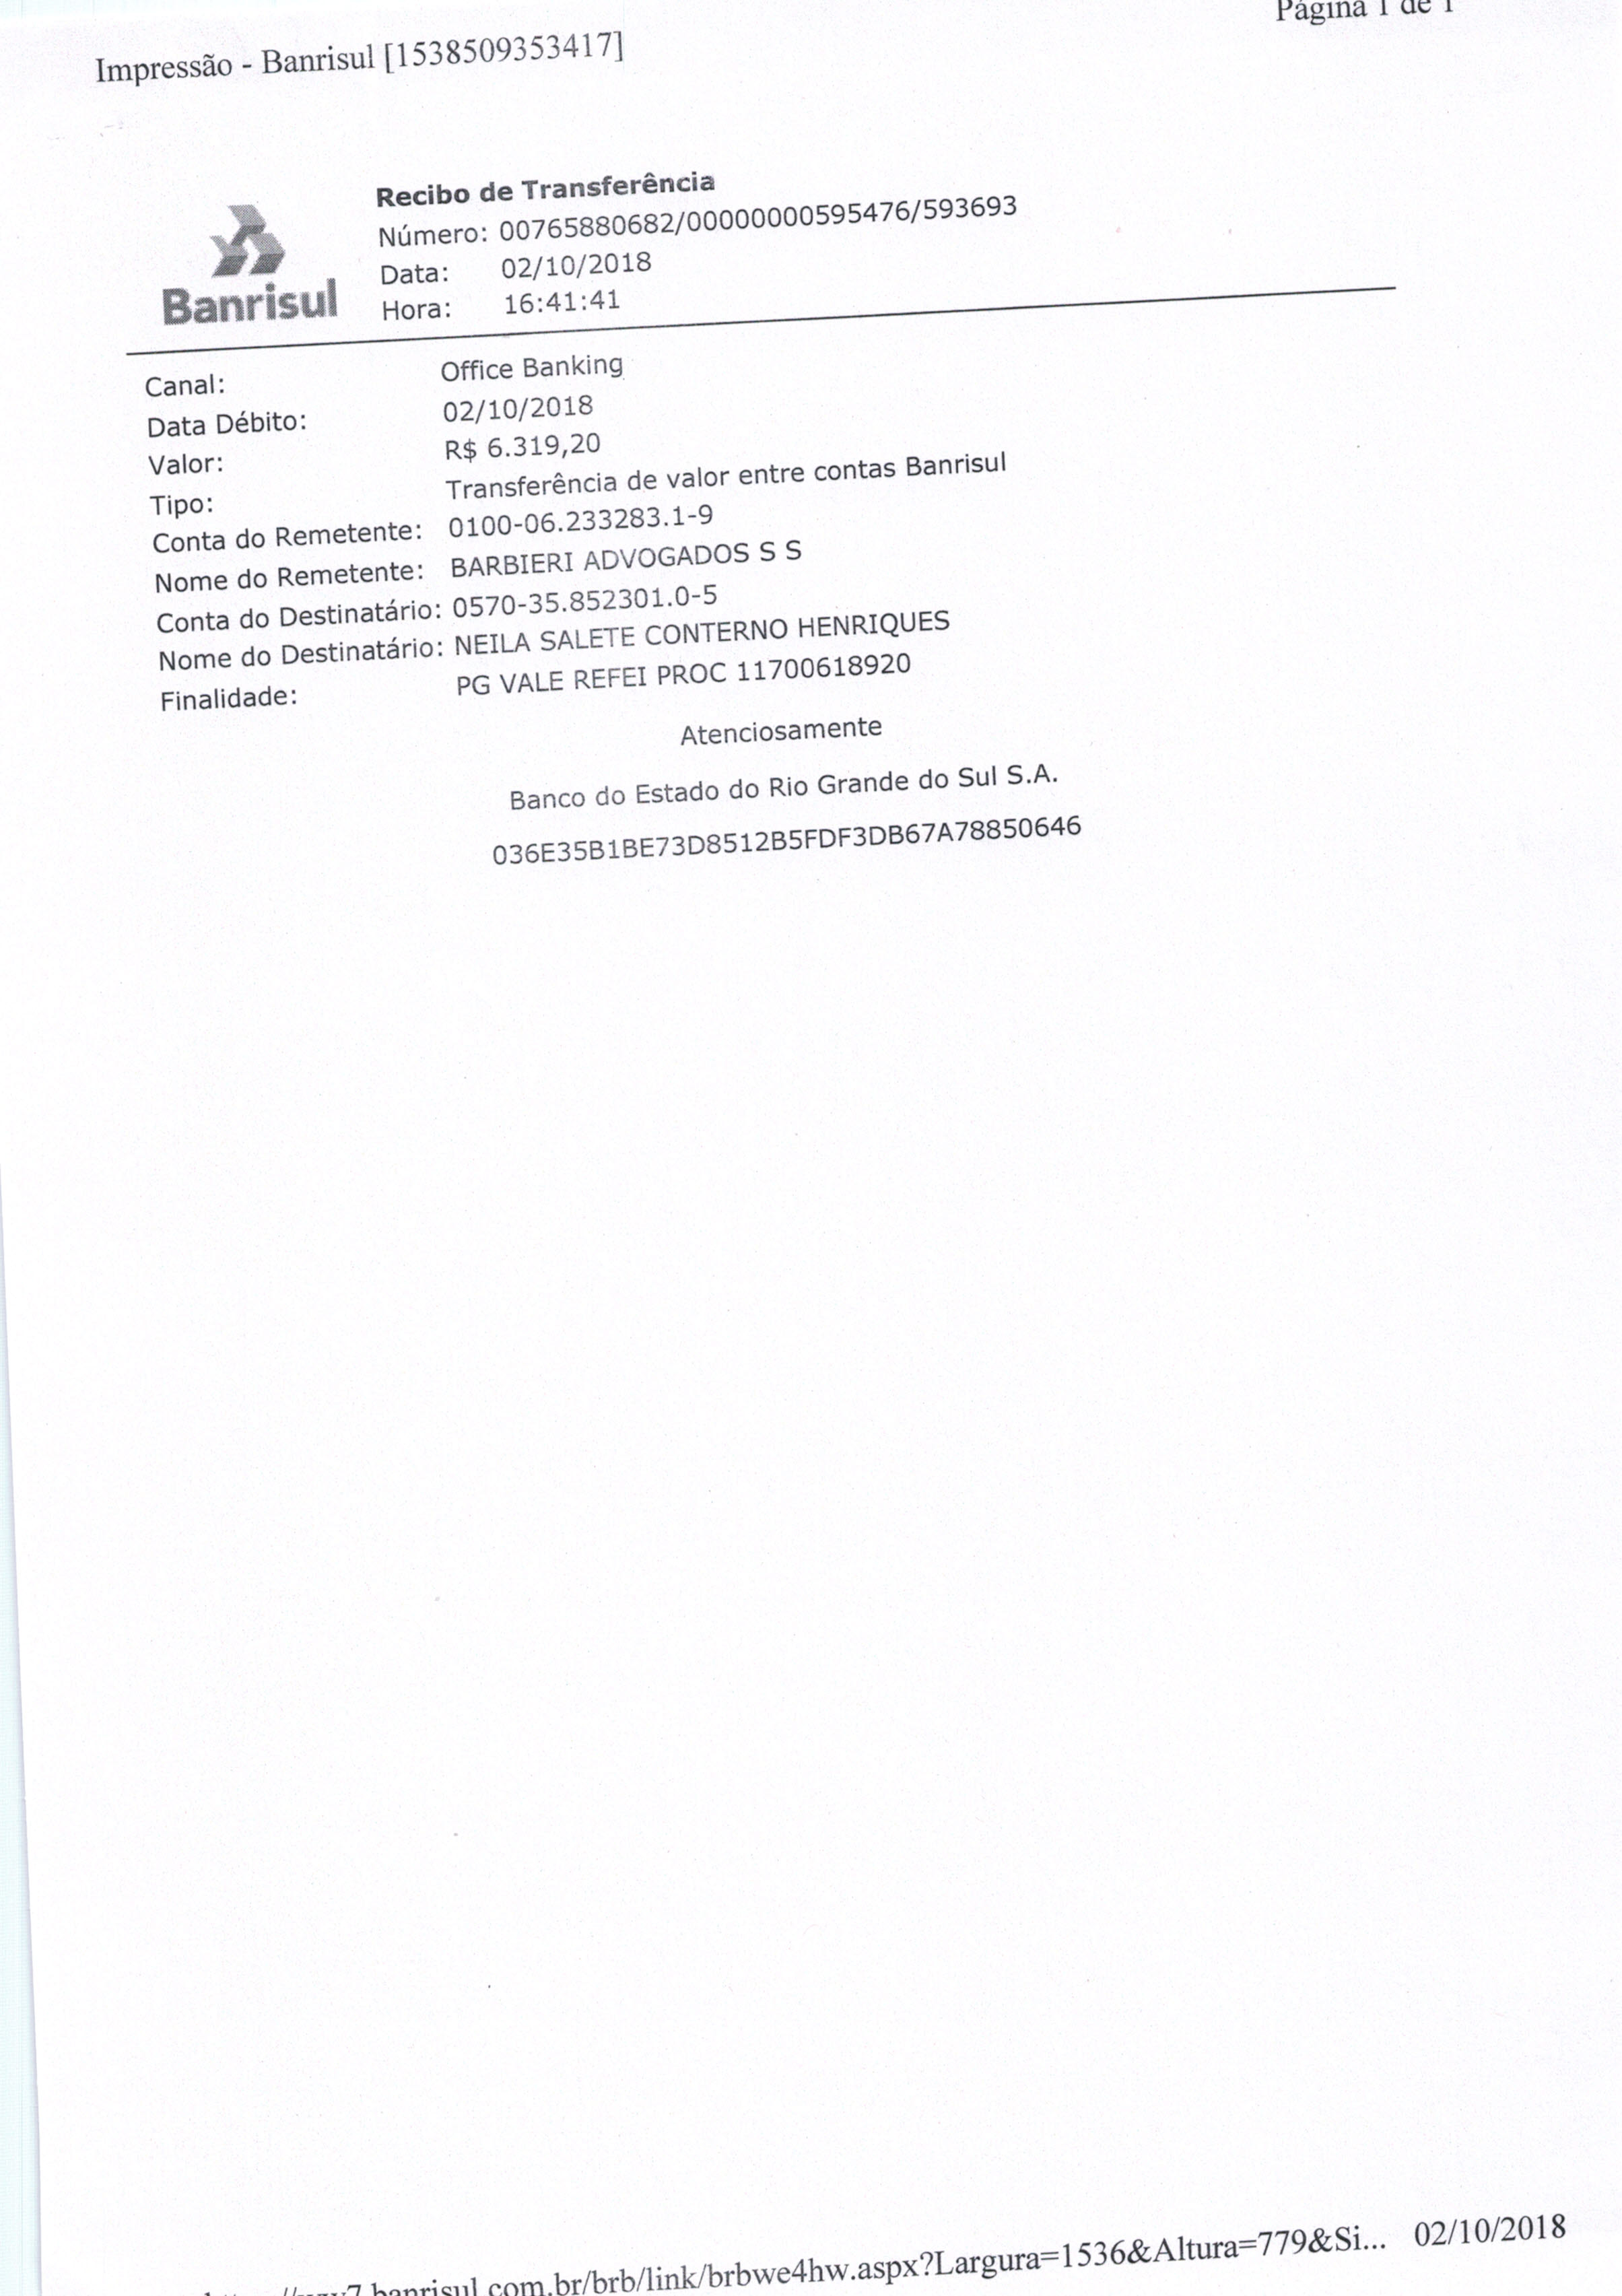 Página 1 de 1
Impressão - Banrisul [1538509353417]
Banrisul
Recibo de Transferência
Número: 00765880682/00000000595476/593693
Data: 02/10/2018
Hora: 16:41:41
Canal: Office Banking
Data Débito: 02/10/2018
Valor: R$ 6.319,20
Tipo: Transferência de valor entre contas Banrisul
Conta do Remetente: 0100-06.233283.1-9
Nome do Remetente: BARBIERI ADVOGADOS S S
Conta do Destinatário: 0570-35.852301.0-5
Nome do Destinatário: NEILA SALETE CONTERNO HENRIQUES
Finalidade: PG VALE REFEI PROC 11700618920
Atenciosamente
Banco do Estado do Rio Grande do Sul S.A.
036E35B1BE73D8512B5FDF3DB67A78850646
banrisul.com.br/brb/link/brbwe4hw.aspx?Largura=1536&Altura=779&Si... 02/10/2018